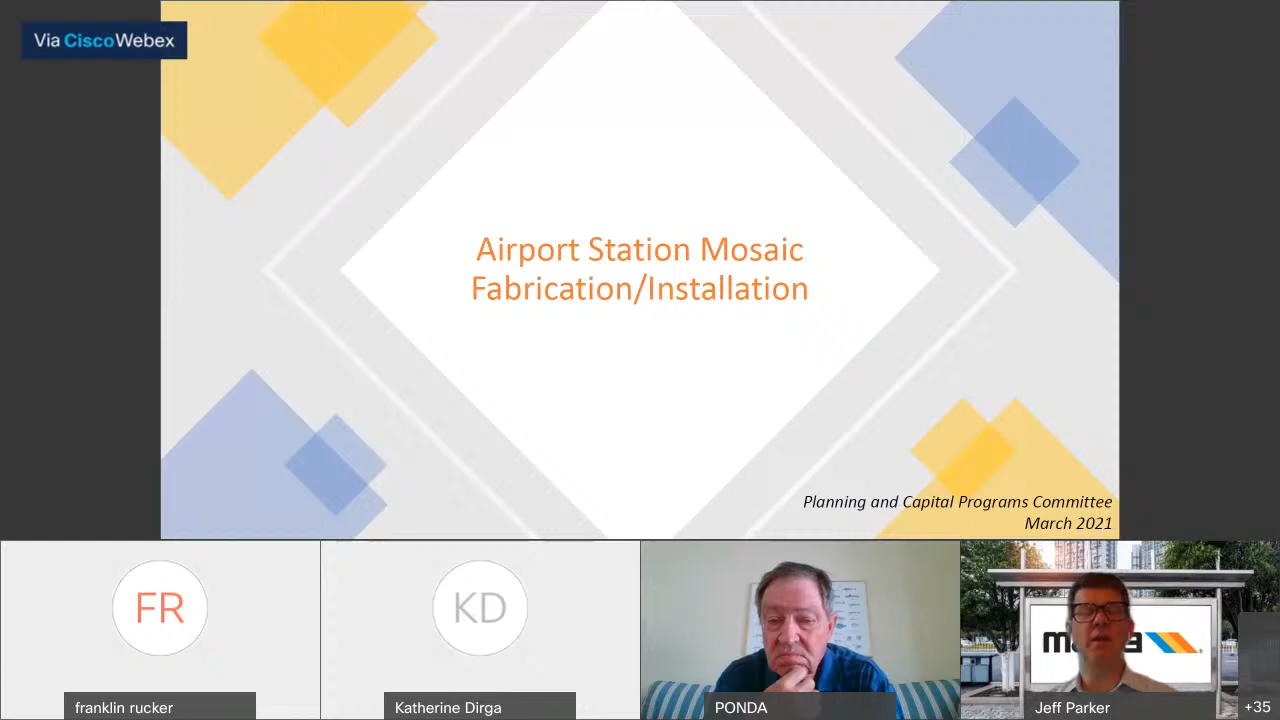 Via CiscoWebex
Airport Station Mosaic
Fabrication/Installation
Planning and Capital Programs Committee
March 2021
FR
KD
franklin rucker
Katherine Dirga
PONDA
Jeff Parker
+35